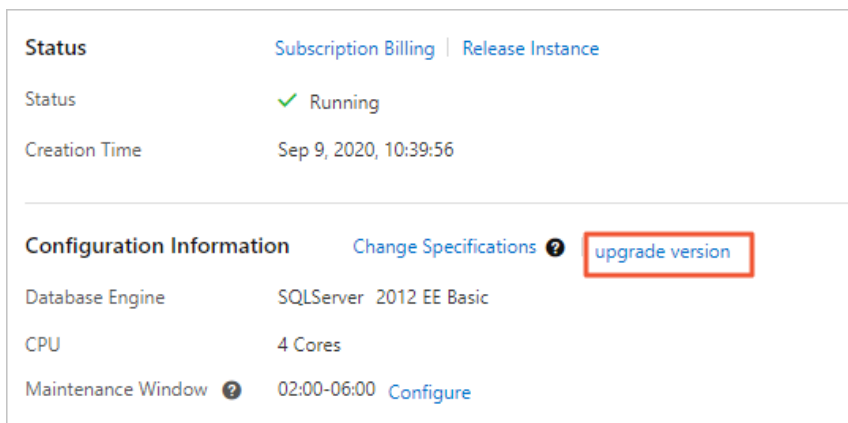 Status Subscription Billing Release Instance
Status Running
Creation Time Sep 9, 2020, 10:39:56
Configuration Information Change Specifications ? upgrade version
Database Engine SQLServer 2012 EE Basic
CPU 4 Cores
Maintenance Window ? 02:00-06:00 Configure